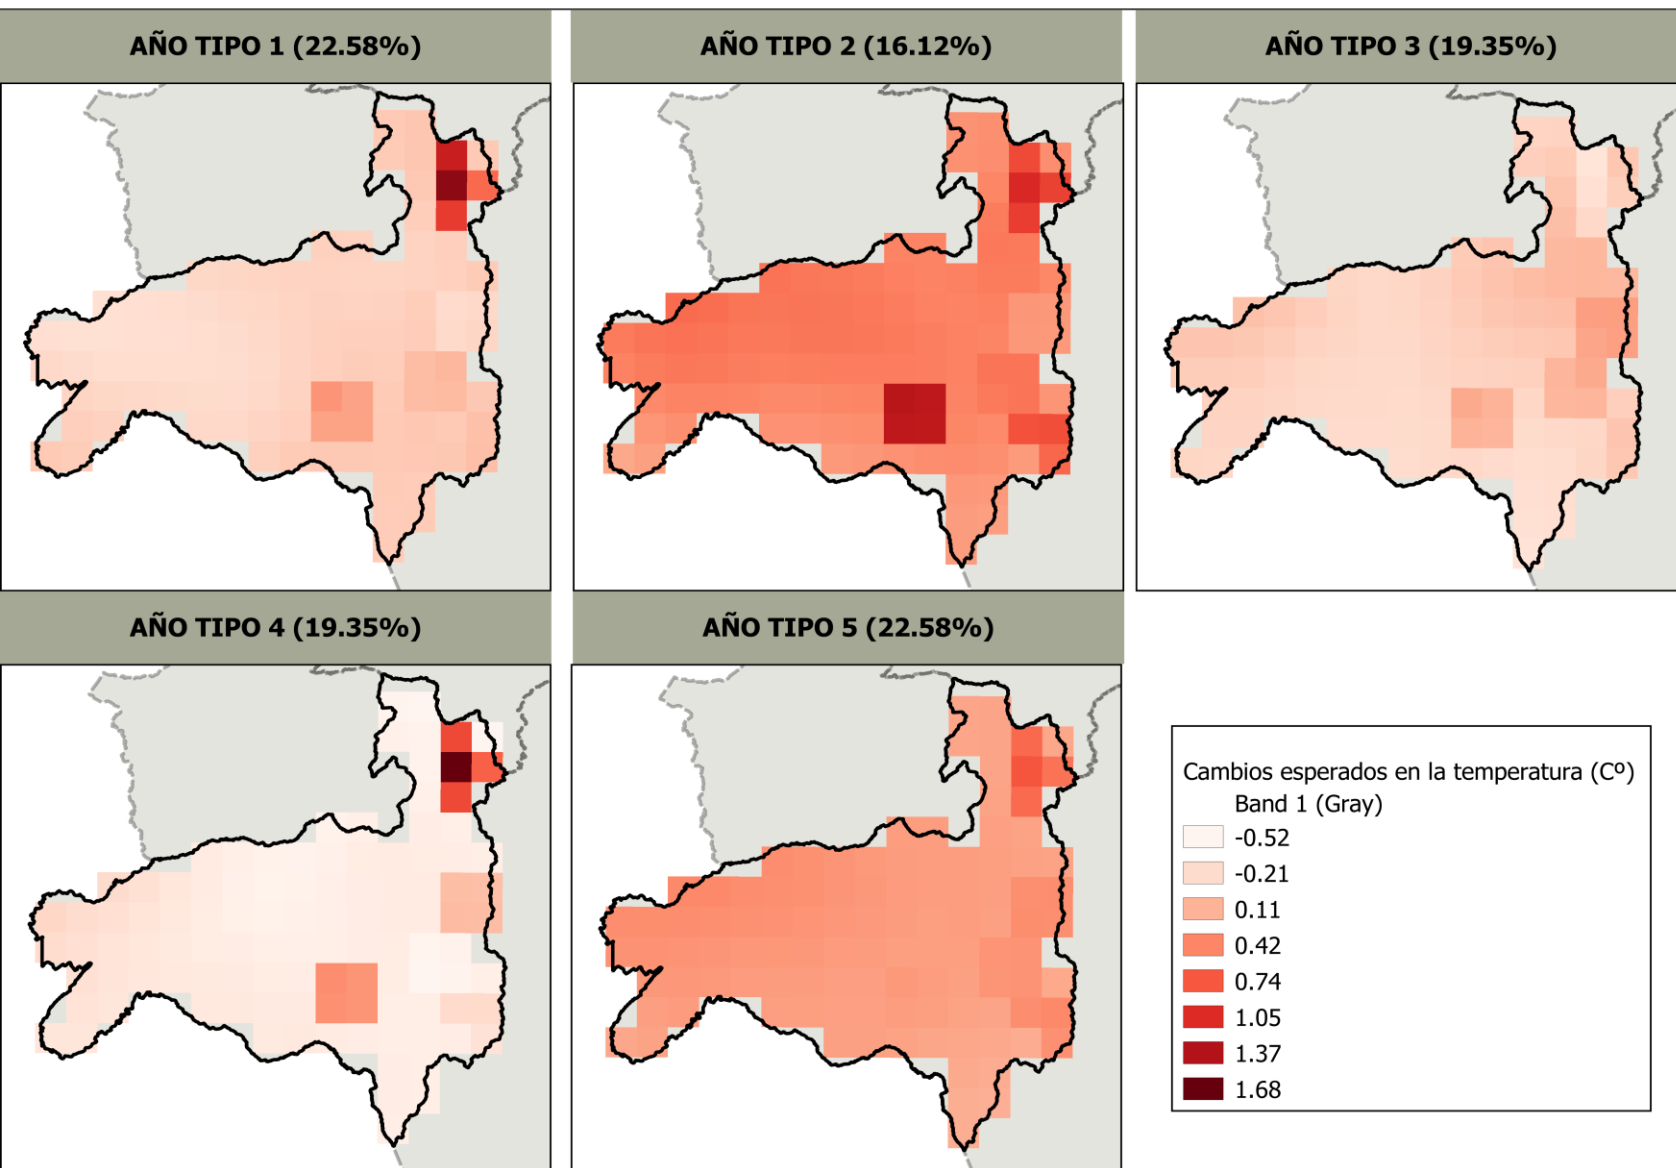 AÑO TIPO 1 (22.58%)
AÑO TIPO 2 (16.12%)
AÑO TIPO 3 (19.35%)
AÑO TIPO 4 (19.35%)
AÑO TIPO 5 (22.58%)
Cambios esperados en la temperatura (Cº)
Band 1 (Gray)
-0.52
-0.21
0.11
0.42
0.74
1.05
1.37
1.68